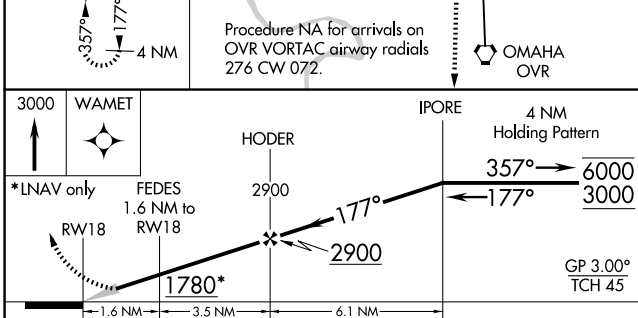 357°
177°
4 NM
Procedure NA for arrivals on
OVR VORTAC airway radials
276 CW 072.
OMAHA
OVR
3000
WAMET
HODER
IPORE
4 NM
Holding Pattern
357°
6000
177°
3000
*LNAV only
FEDES
1.6 NM to
RW18
2900
177°
RW18
2900
1780*
GP 3.00°
TCH 45
1.6 NM
3.5 NM
6.1 NM